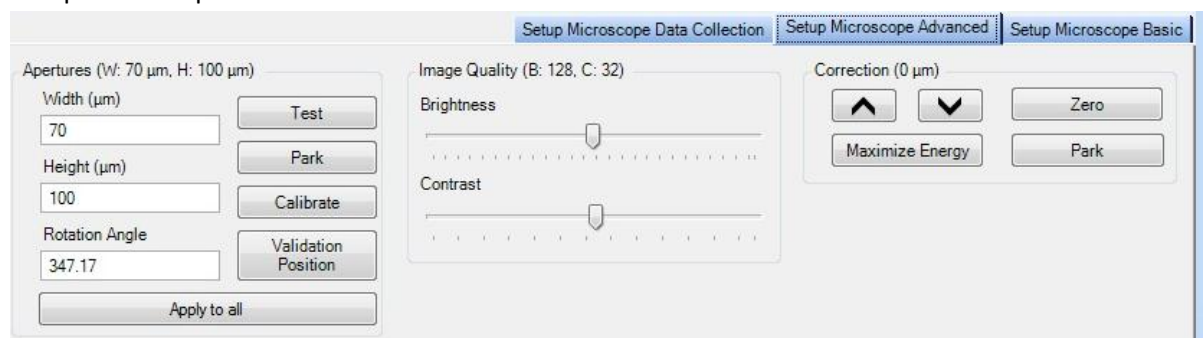 Setup Microscope Data Collection
Setup Microscope Advanced
Setup Microscope Basic
Apertures (W: 70 µm, H: 100 µm)
Width (µm)
70
Test
Park
Height (µm)
100
Calibrate
Rotation Angle
347.17
Validation
Position
Apply to all
Image Quality (B: 128, C: 32)
Brightness
Contrast
Correction (0 µm)
Zero
Maximize Energy
Park